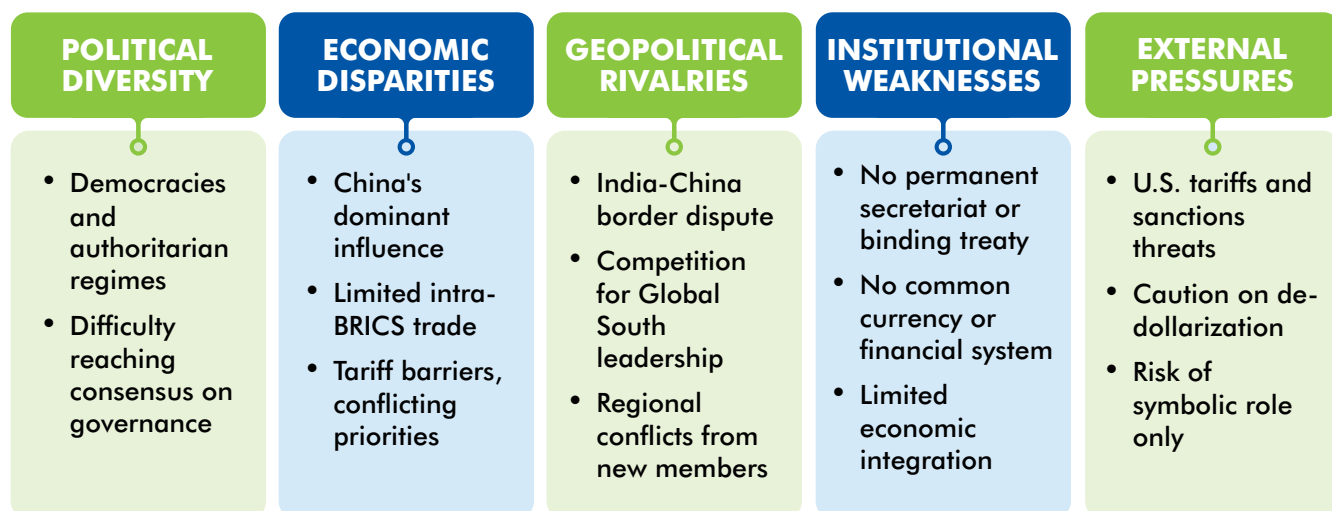 POLITICAL
DIVERSITY
• Democracies
and
authoritarian
regimes
• Difficulty
reaching
consensus on
governance
ECONOMIC
DISPARITIES
• China's
dominant
influence
• Limited intra-
BRICS trade
• Tariff barriers,
conflicting
priorities
GEOPOLITICAL
RIVALRIES
• India-China
border dispute
• Competition
for Global
South
leadership
• Regional
conflicts from
new members
INSTITUTIONAL
WEAKNESSES
• No permanent
secretariat or
binding treaty
• No common
currency or
financial system
• Limited
economic
integration
EXTERNAL
PRESSURES
• U.S. tariffs and
sanctions
threats
• Caution on de-
dollarization
• Risk of
symbolic role
only